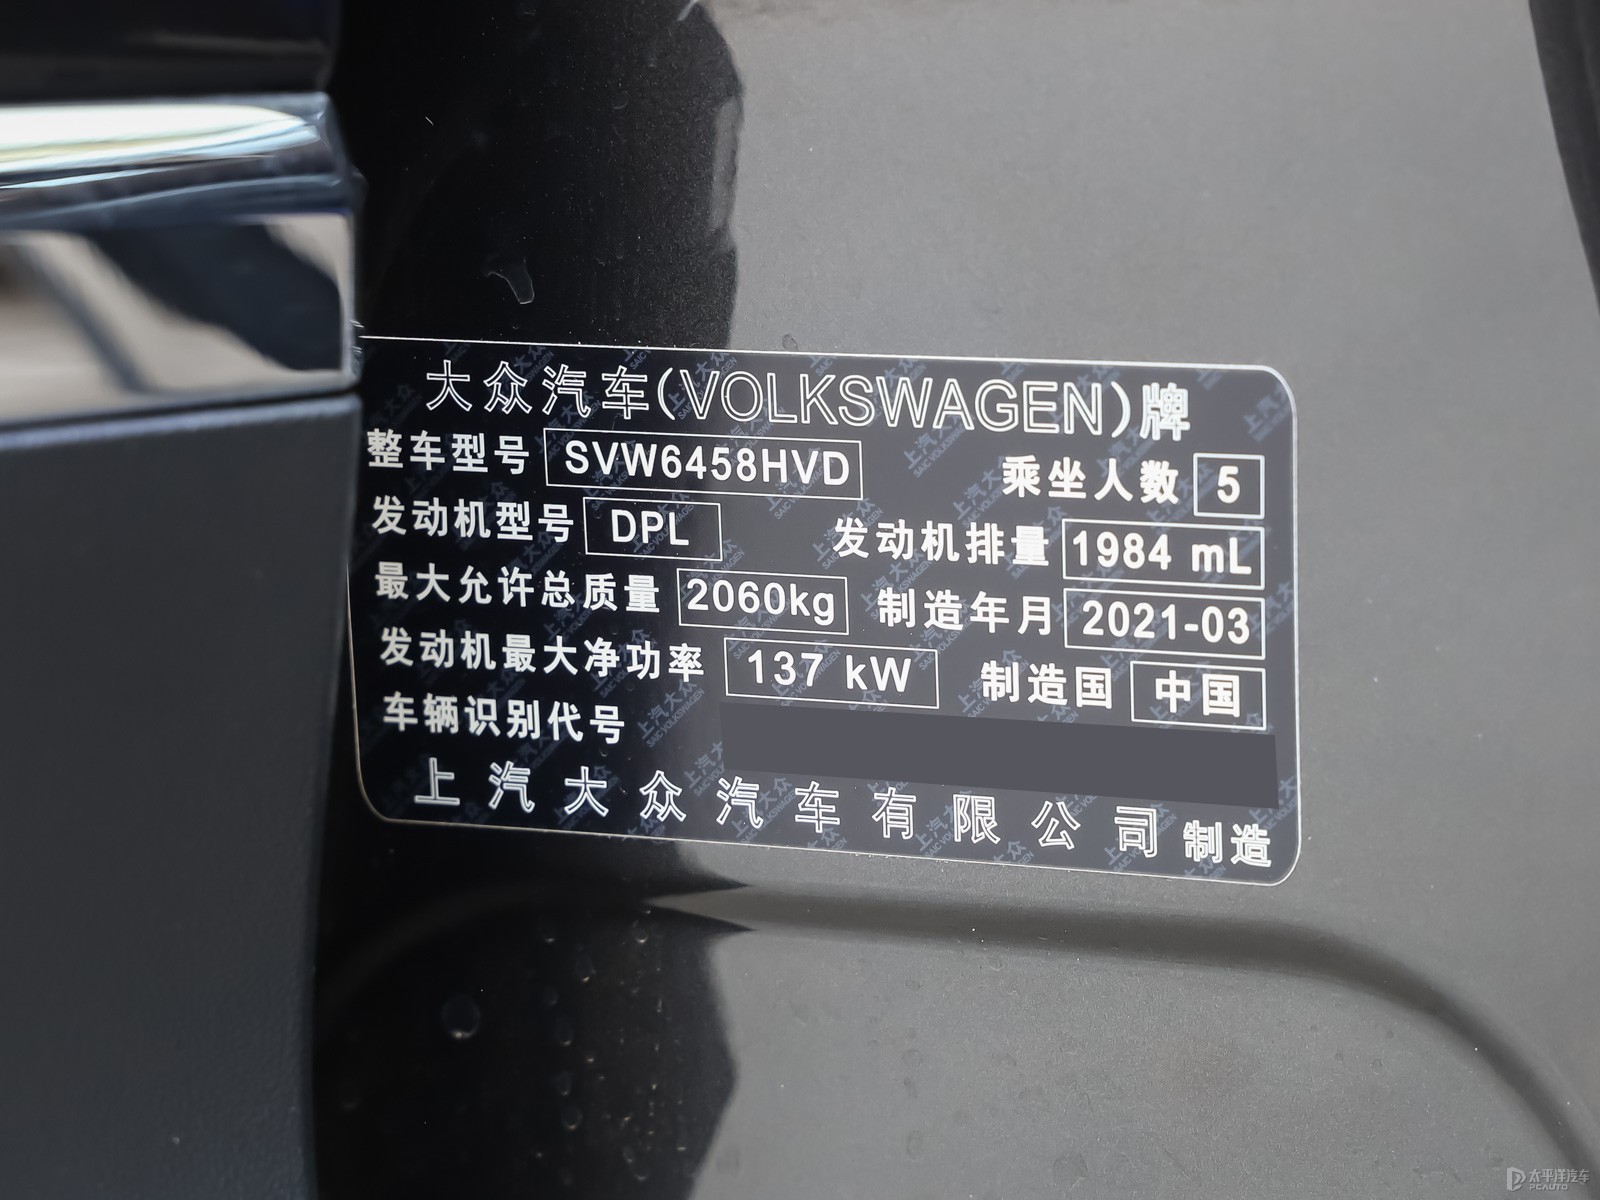 大众汽车(VOLKSWAGEN)牌
整车型号 SVW6458HVD 乘坐人数 5
发动机型号 DPL 发动机排量 1984 mL
最大允许总质量 2060kg 制造年月 2021-03
发动机最大净功率 137 kW 制造国 中国
车辆识别代号
上汽大众汽车有限公司 制造
太平洋汽车
PCAUTO